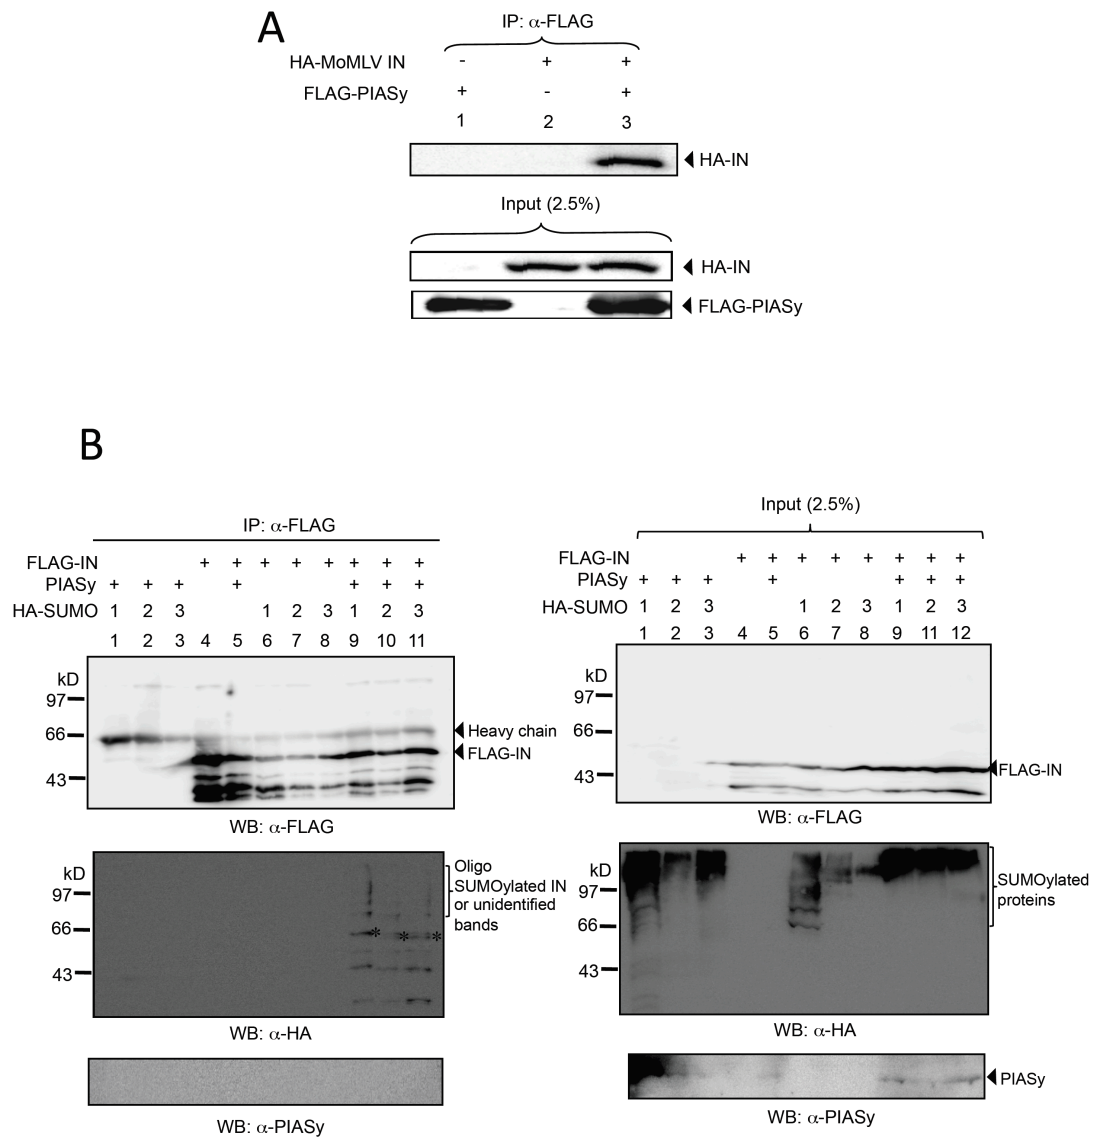 A
IP: α-FLAG
HA-MoMLV IN - + +
FLAG-PIASy + - +
1 2 3
HA-IN
Input (2.5%)
HA-IN
FLAG-PIASy
B
IP: α-FLAG
FLAG-IN + + + + + + + +
PIASy + + + + + + +
HA-SUMO 1 2 3 1 2 3 1 2 3
1 2 3 4 5 6 7 8 9 10 11
kD
97
66
43
Heavy chain
FLAG-IN
WB: α-FLAG
kD
97
66
43
Oligo
SUMOylated IN
or unidentified
bands
* * *
WB: α-HA
WB: α-PIASy
Input (2.5%)
FLAG-IN + + + + + + + +
PIASy + + + + + + +
HA-SUMO 1 2 3 1 2 3 1 2 3
1 2 3 4 5 6 7 8 9 11 12
kD
97
66
43
FLAG-IN
WB: α-FLAG
kD
97
66
43
SUMOylated
proteins
WB: α-HA
PIASy
WB: α-PIASy